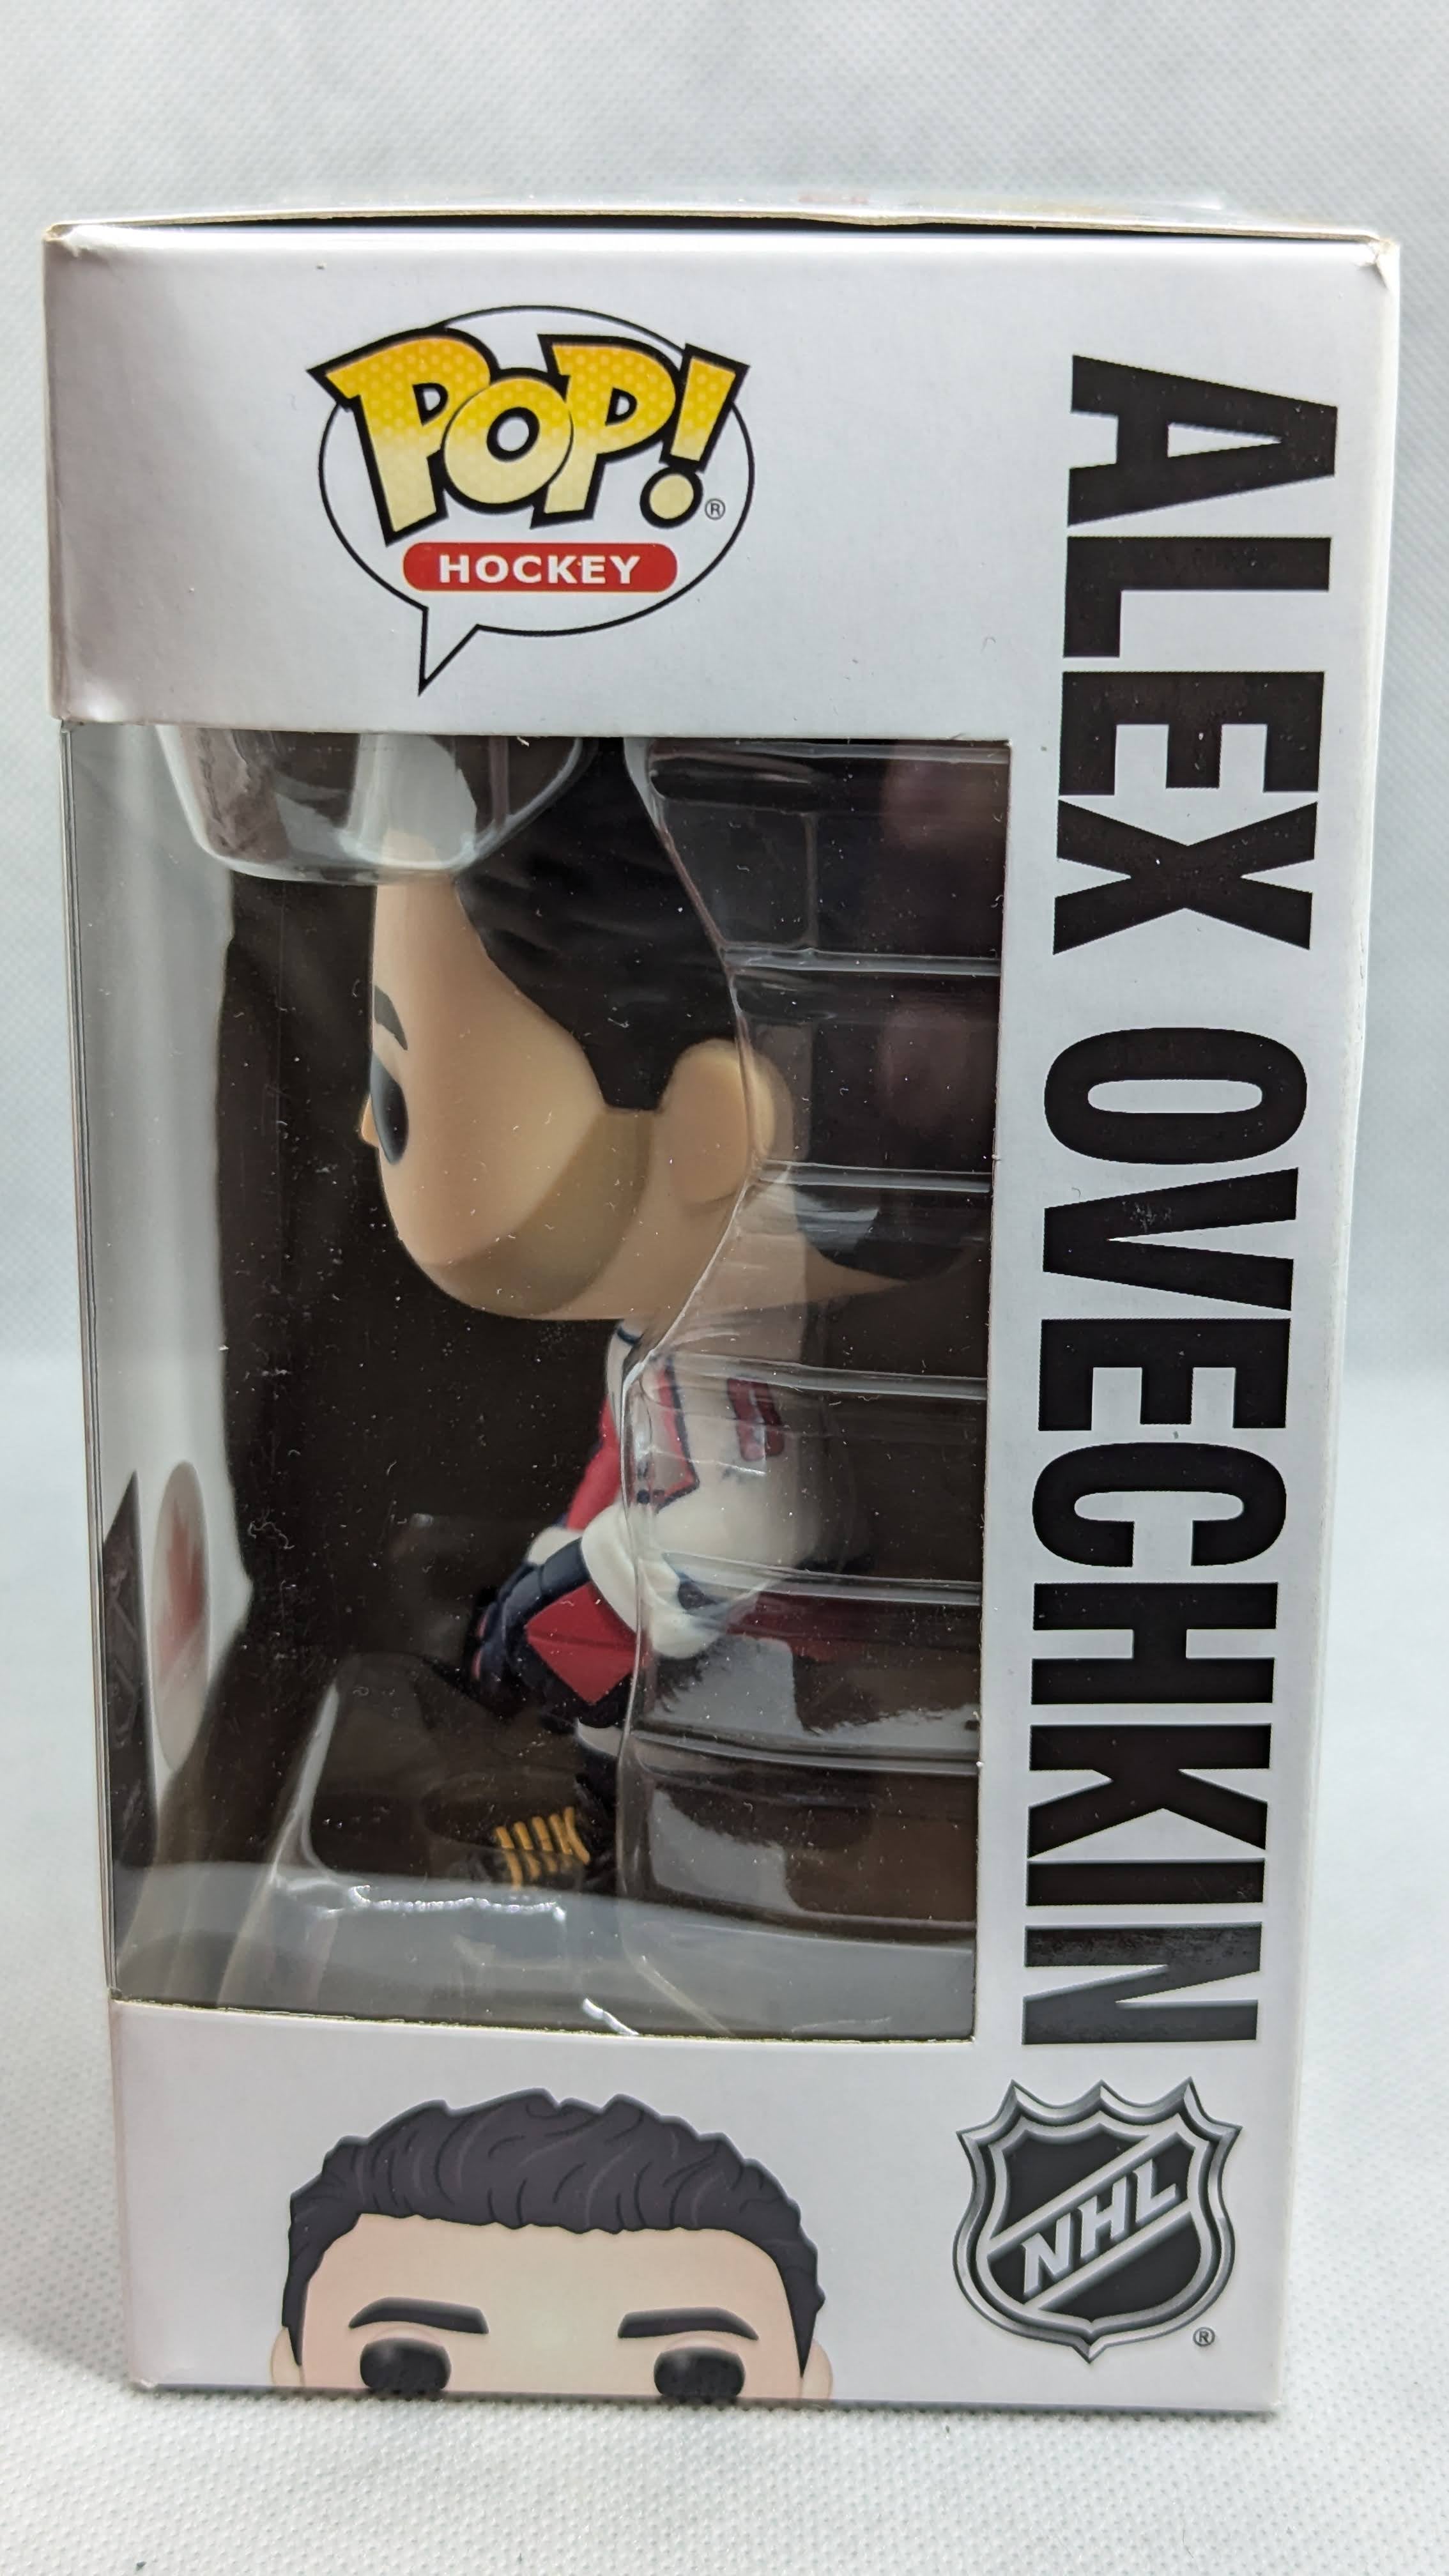 POP!®
HOCKEY
ALEX OVECHKIN
NHL
®